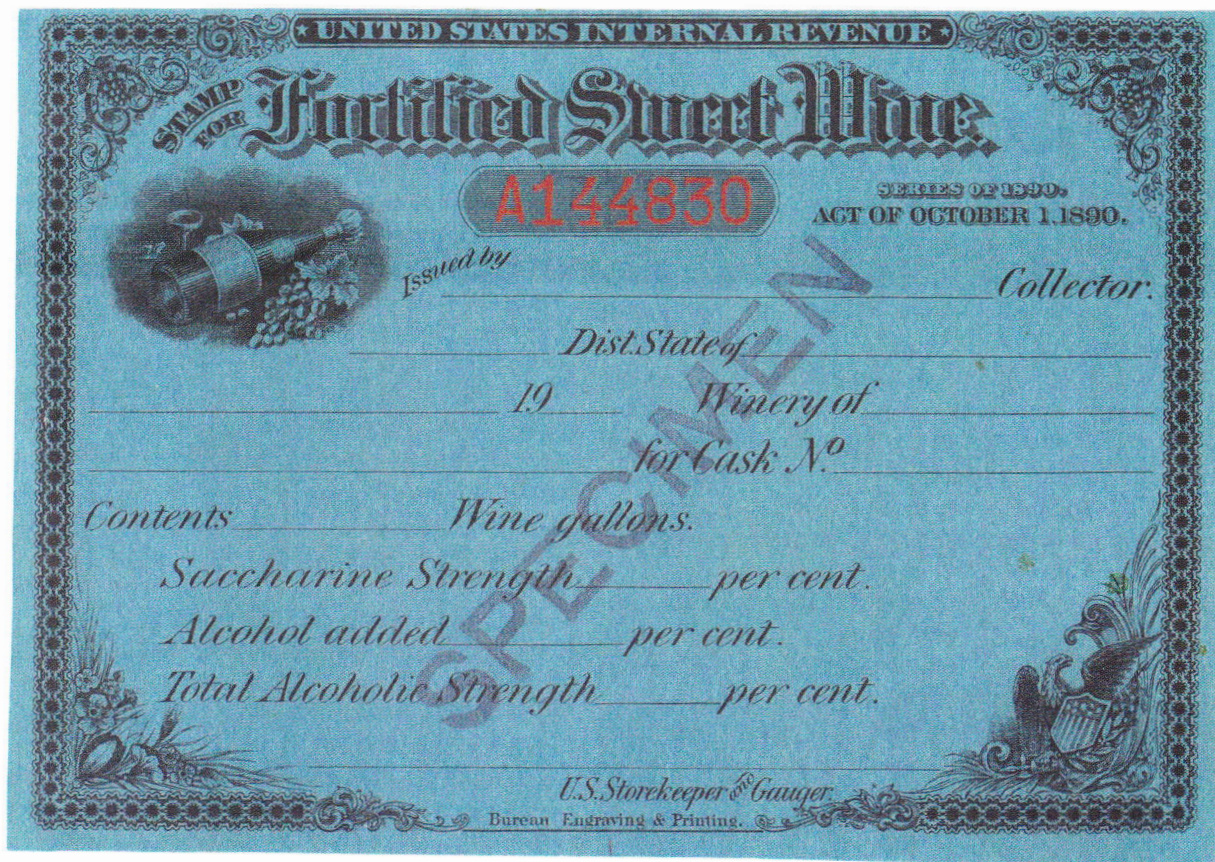 ★ UNITED STATES INTERNAL REVENUE ★
STAMP FOR Fortified Sweet Wine.
A144830
SERIES OF 1890.
ACT OF OCTOBER 1.1890.
Issued by Collector.
Dist. State of
19 Winery of
for Cask No.
Contents Wine gallons.
Saccharine Strength per cent.
Alcohol added per cent.
Total Alcoholic Strength per cent.
U.S. Storekeeper and Gauger.
Bureau Engraving & Printing.
SPECIMEN